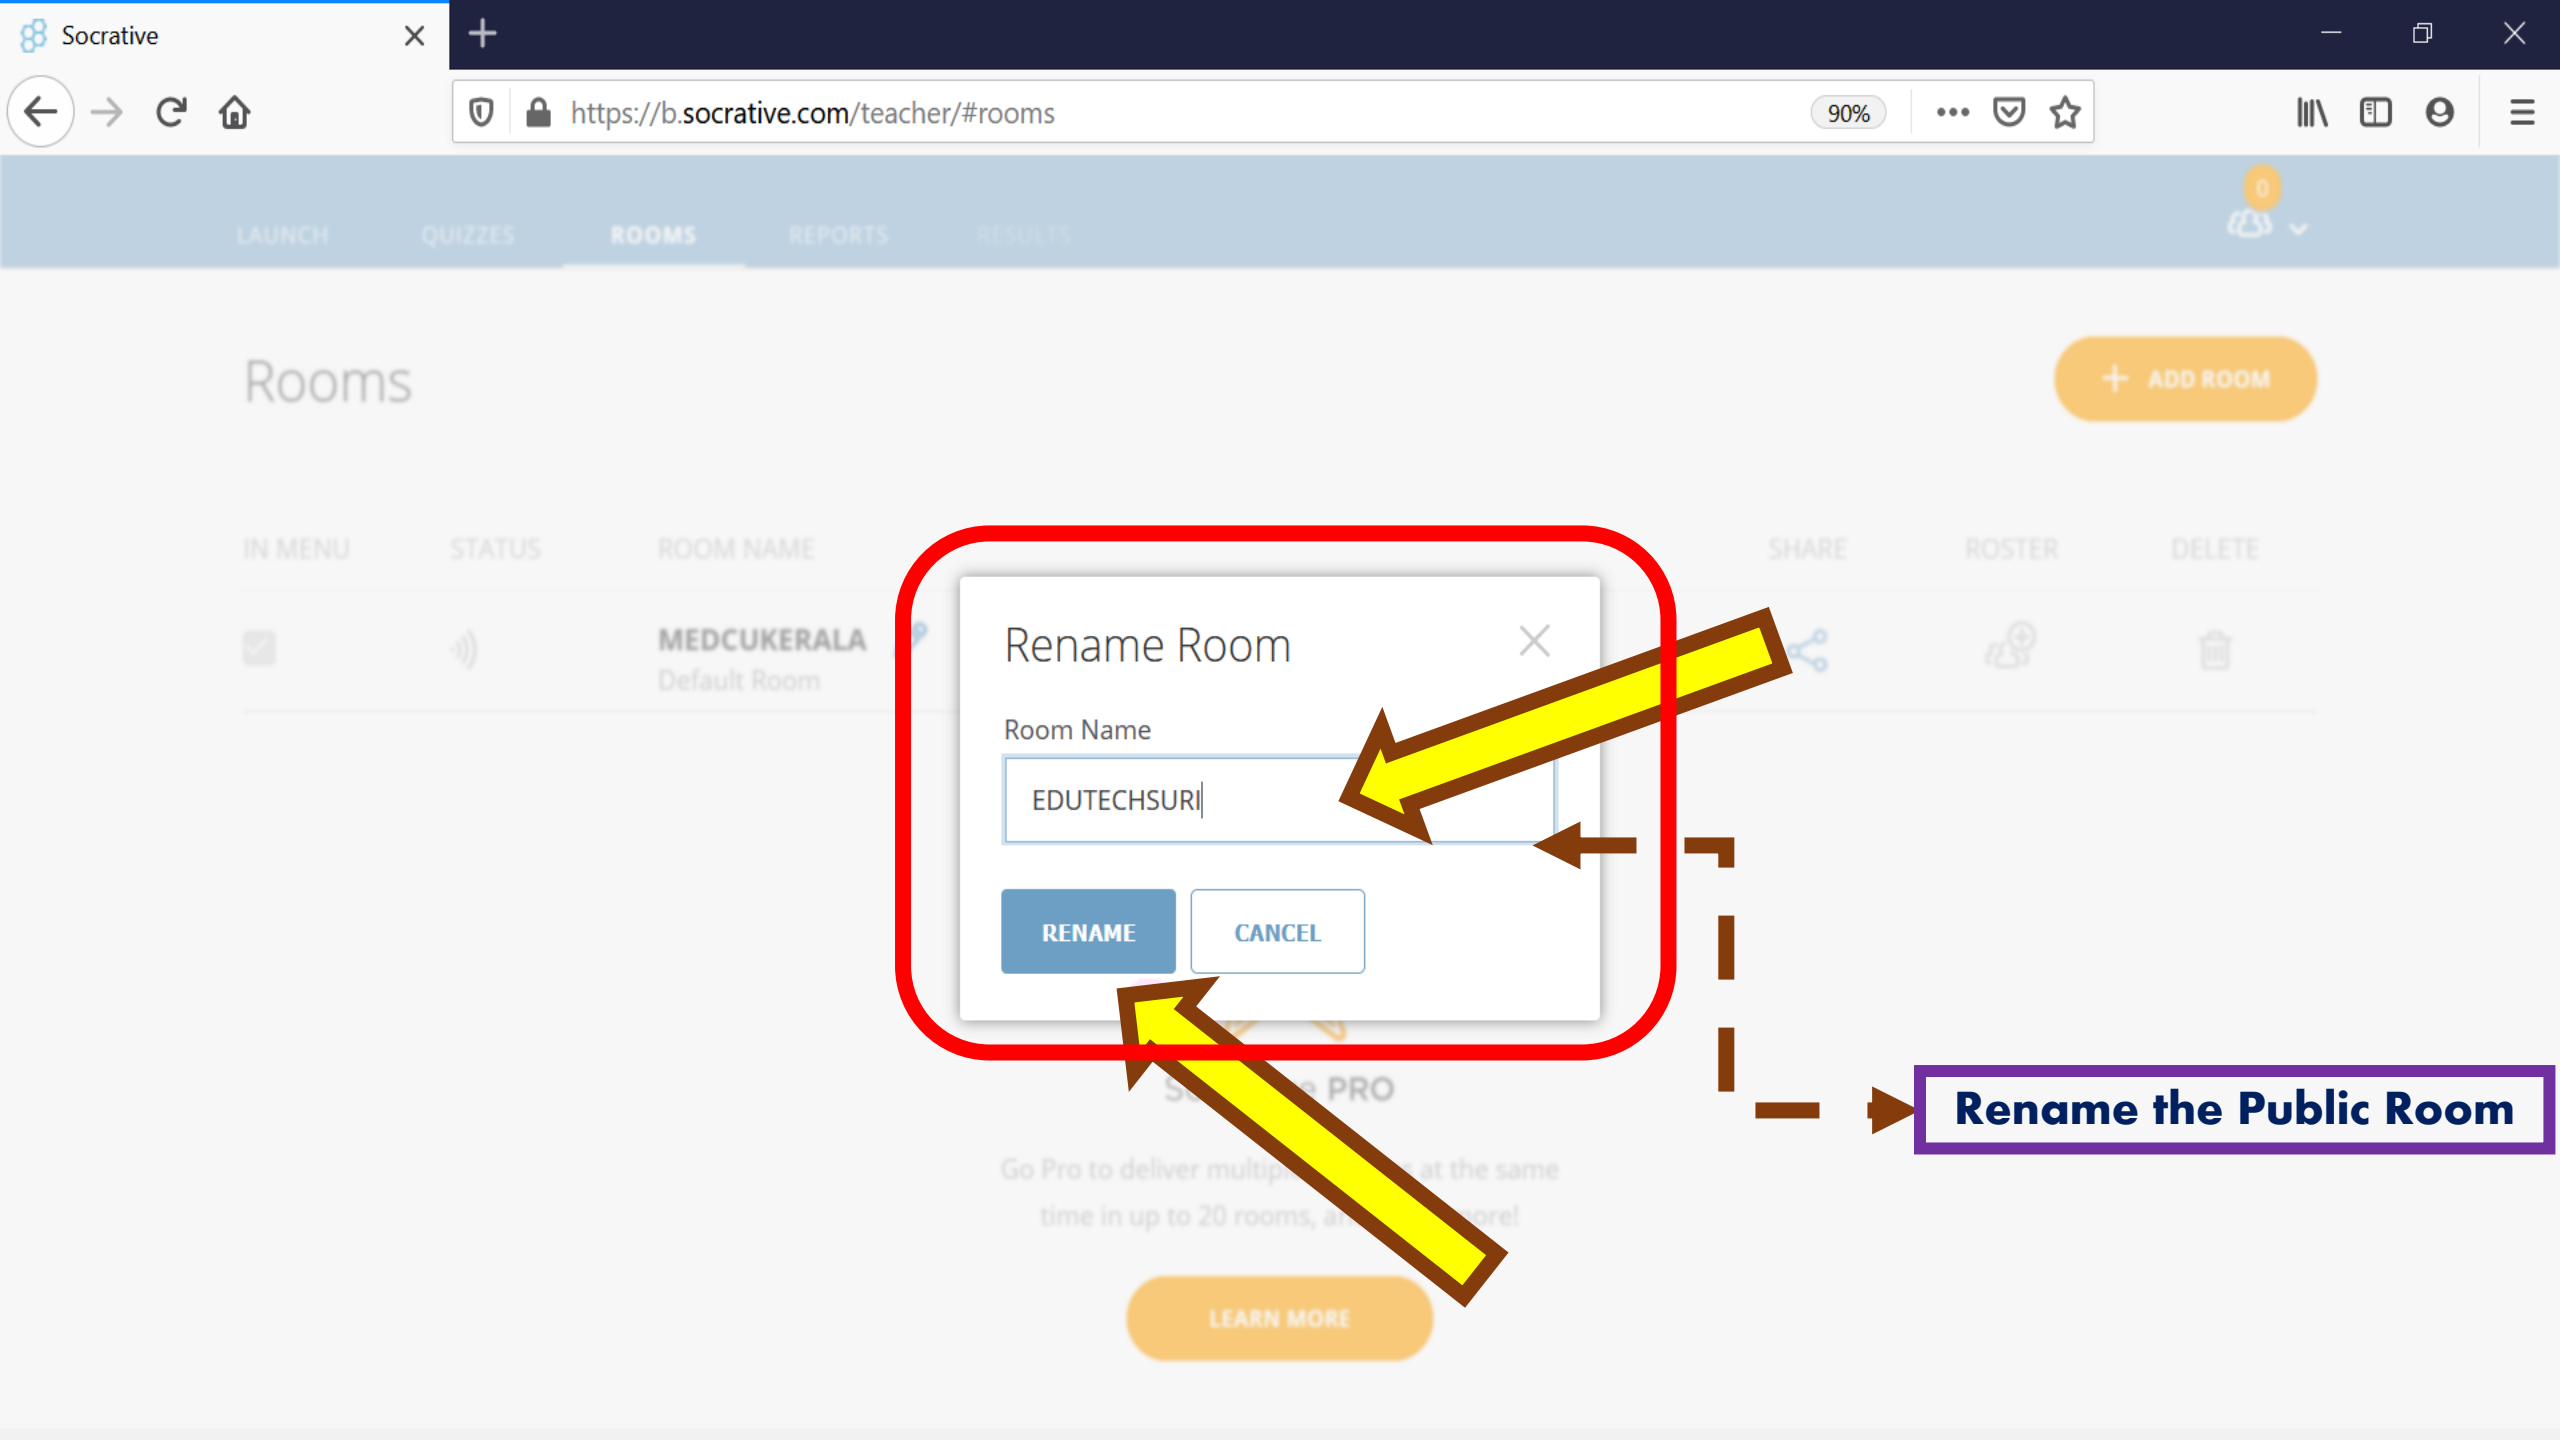 Socrative
https://b.socrative.com/teacher/#rooms
90%
0
LAUNCH QUIZZES ROOMS REPORTS RESULTS
Rooms
ADD ROOM
IN MENU STATUS ROOM NAME SHARE ROSTER DELETE
MEDCUKERALA
Default Room
Rename Room
Room Name
EDUTECHSURI
RENAME CANCEL
PRO
Rename the Public Room
Go Pro to deliver at the same
time in up to 20 rooms,
LEARN MORE